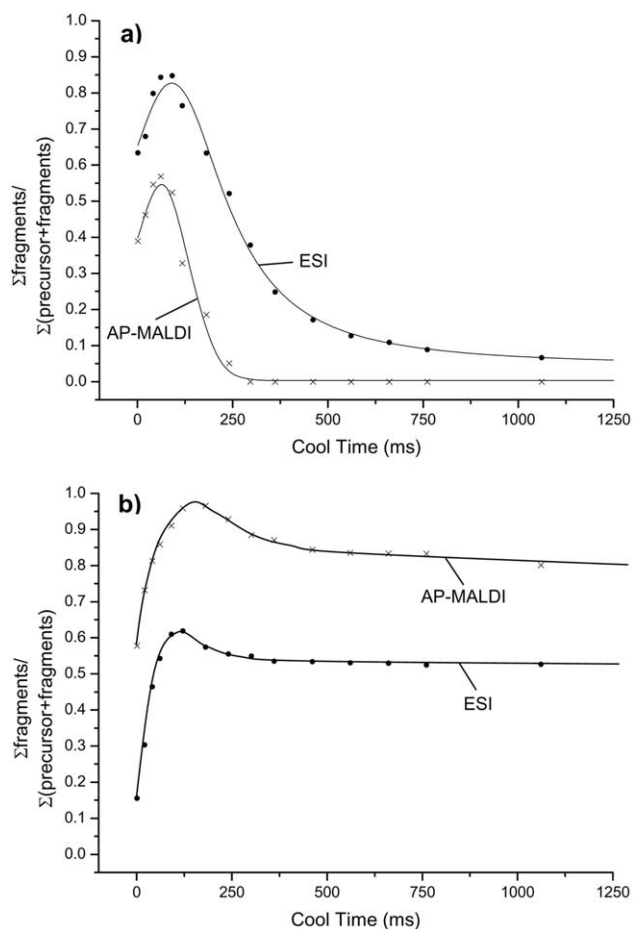 a)
1.0
0.9
0.8
0.7
0.6
0.5
0.4
0.3
0.2
0.1
0.0
Σfragments/
Σ(precursor+fragments)
ESI
AP-MALDI
0 250 500 750 1000 1250
Cool Time (ms)
b)
1.0
0.9
0.8
0.7
0.6
0.5
0.4
0.3
0.2
0.1
0.0
Σfragments/
Σ(precursor+fragments)
AP-MALDI
ESI
0 250 500 750 1000 1250
Cool Time (ms)